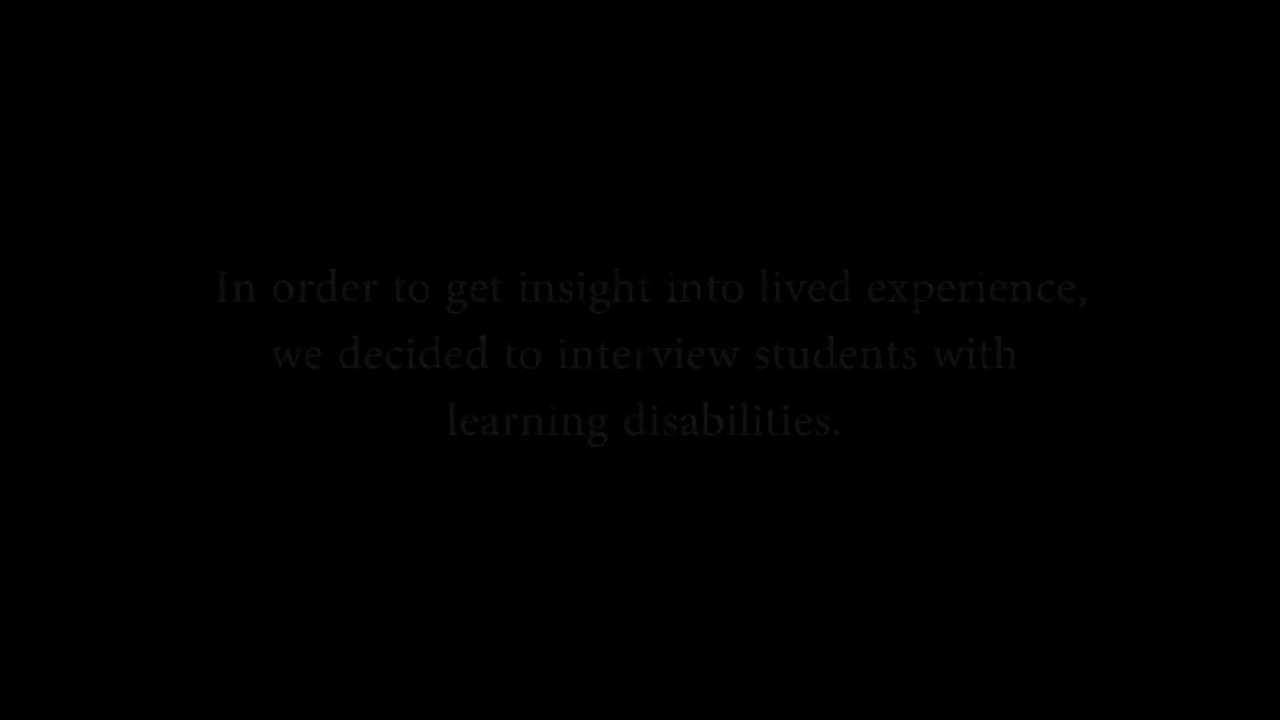 In order to get insight into lived experience,
we decided to interview students with
learning disabilities.